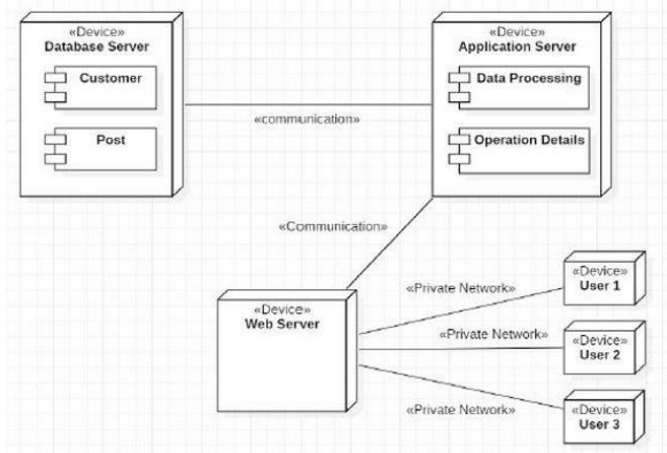 «Device»
Database Server
Customer
Post
«communication»
«Device»
Application Server
Data Processing
Operation Details
«Communication»
«Device»
Web Server
«Private Network»
«Device»
User 1
«Private Network»
«Device»
User 2
«Private Network»
«Device»
User 3